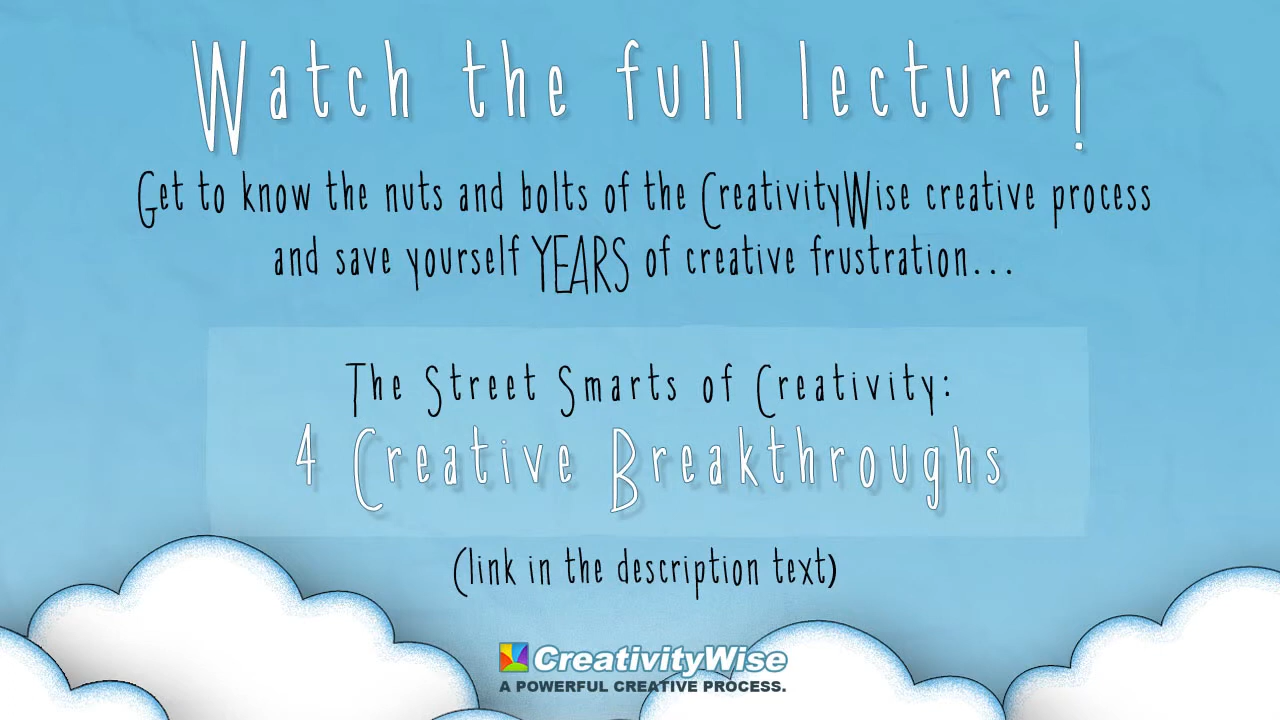 Watch the full lecture!
Get to know the nuts and bolts of the CreativityWise creative process
and save yourself YEARS of creative frustration...
The Street Smarts of Creativity:
4 Creative Breakthroughs
(link in the description text)
CreativityWise
A POWERFUL CREATIVE PROCESS.